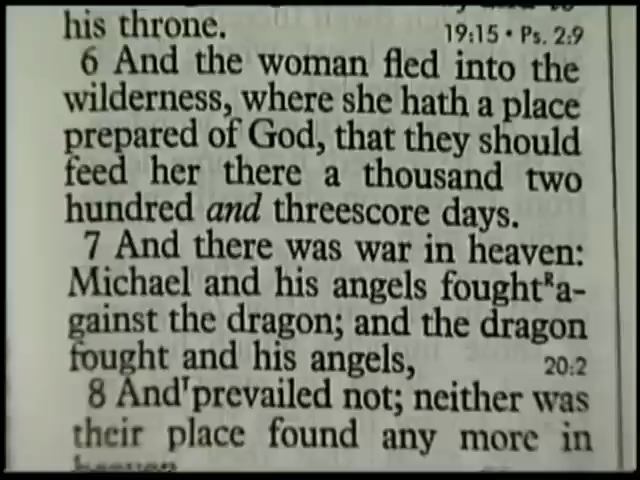 his throne. 19:15 • Ps. 2:9
6 And the woman fled into the
wilderness, where she hath a place
prepared of God, that they should
feed her there a thousand two
hundred and threescore days.
7 And there was war in heaven:
Michael and his angels foughtᴿa-
gainst the dragon; and the dragon
fought and his angels, 20:2
8 Andʳprevailed not; neither was
their place found any more in
heaven